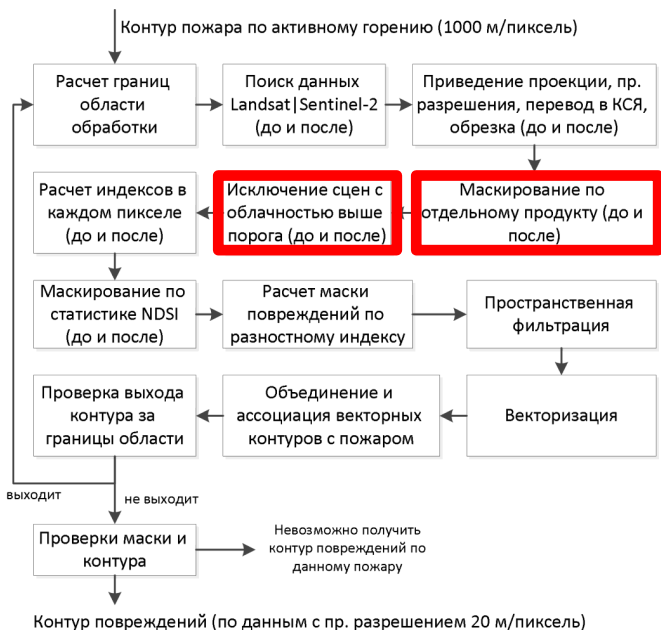 Контур пожара по активному горению (1000 м/пиксель)
Расчет границ
области
обработки
Поиск данных
Landsat|Sentinel-2
(до и после)
Приведение проекции, пр.
разрешения, перевод в КСЯ,
обрезка (до и после)
Расчет индексов в
каждом пикселе
(до и после)
Исключение сцен с
облачностью выше
порога (до и после)
Маскирование по
отдельному продукту (до и
после)
Маскирование по
статистике NDSI
(до и после)
Расчет маски
повреждений по
разностному индексу
Пространственная
фильтрация
Проверка выхода
контура за
границы области
Объединение и
ассоциация векторных
контуров с пожаром
Векторизация
выходит
не выходит
Проверки маски и
контура
Невозможно получить
контур повреждений по
данному пожару
Контур повреждений (по данным с пр. разрешением 20 м/пиксель)